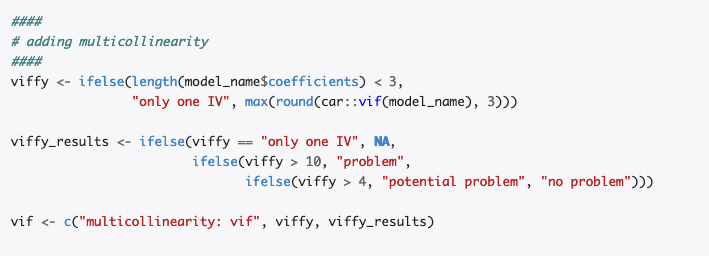 ####
# adding multicollinearity
####
viffy <- ifelse(length(model_name$coefficients) < 3,
"only one IV", max(round(car::vif(model_name), 3)))
viffy_results <- ifelse(viffy == "only one IV", NA,
ifelse(viffy > 10, "problem",
ifelse(viffy > 4, "potential problem", "no problem")))
vif <- c("multicollinearity: vif", viffy, viffy_results)